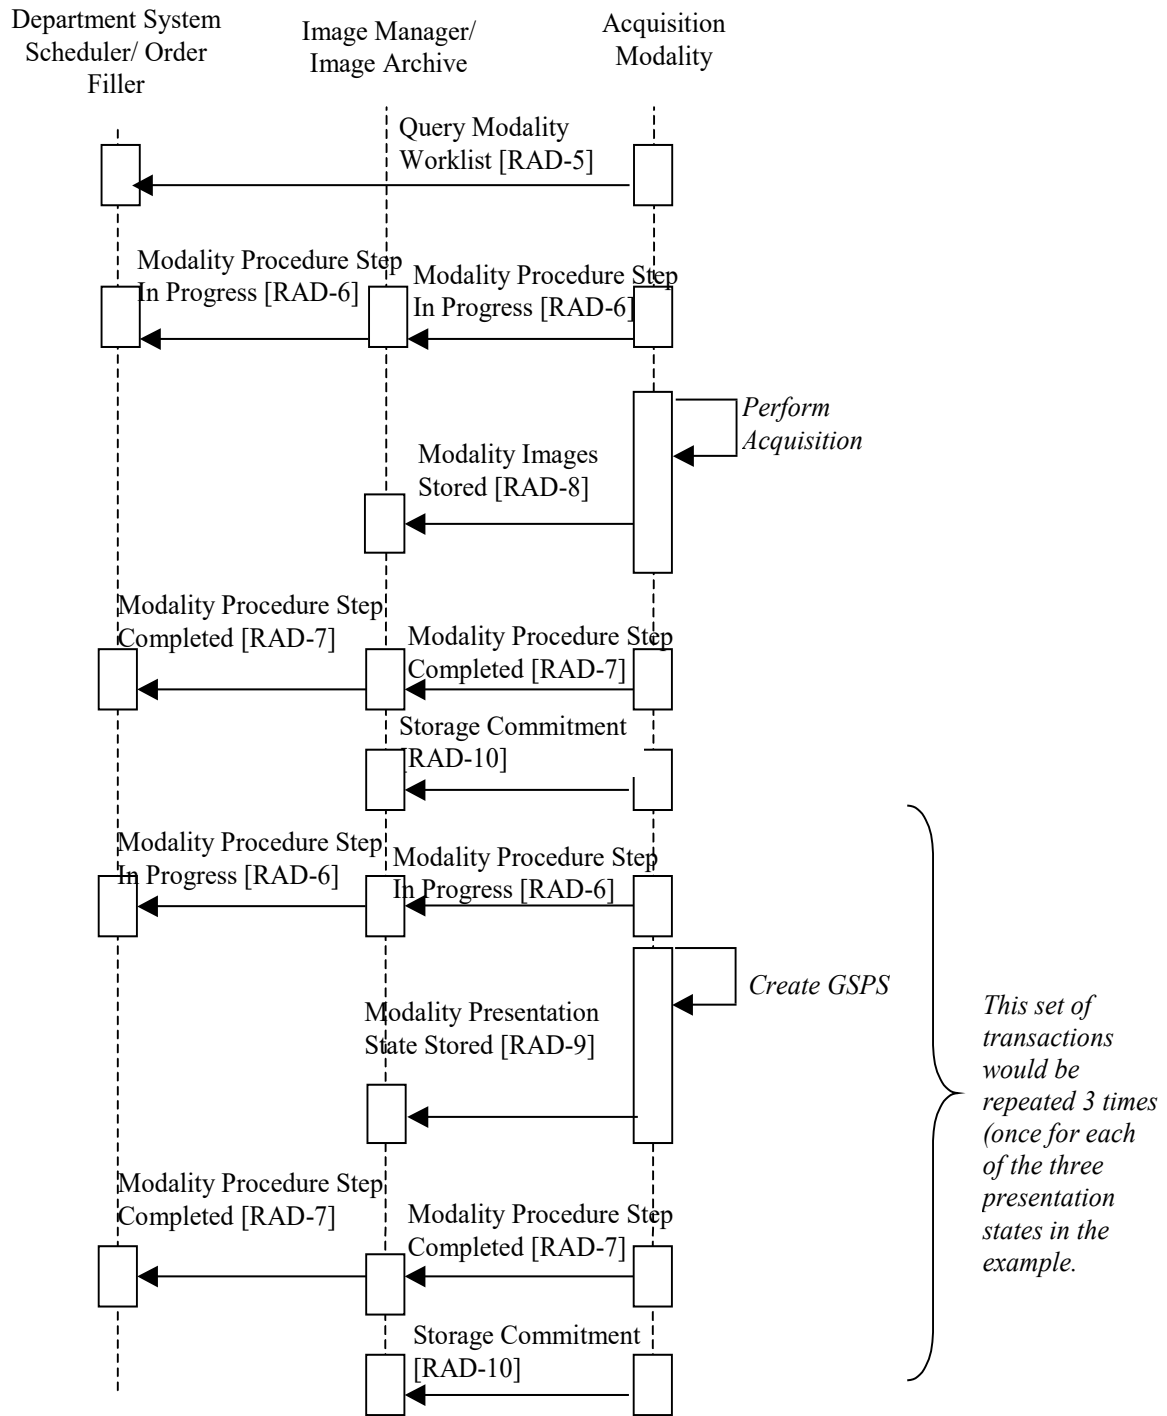 Department System
Scheduler/ Order
Filler
Image Manager/
Image Archive
Acquisition
Modality
Query Modality
Worklist [RAD-5]
Modality Procedure Step
In Progress [RAD-6]
Modality Procedure Step
In Progress [RAD-6]
Perform
Acquisition
Modality Images
Stored [RAD-8]
Modality Procedure Step
Completed [RAD-7]
Modality Procedure Step
Completed [RAD-7]
Storage Commitment
[RAD-10]
Modality Procedure Step
In Progress [RAD-6]
Modality Procedure Step
In Progress [RAD-6]
Create GSPS
Modality Presentation
State Stored [RAD-9]
This set of
transactions
would be
repeated 3 times
(once for each
of the three
presentation
states in the
example.
Modality Procedure Step
Completed [RAD-7]
Modality Procedure Step
Completed [RAD-7]
Storage Commitment
[RAD-10]